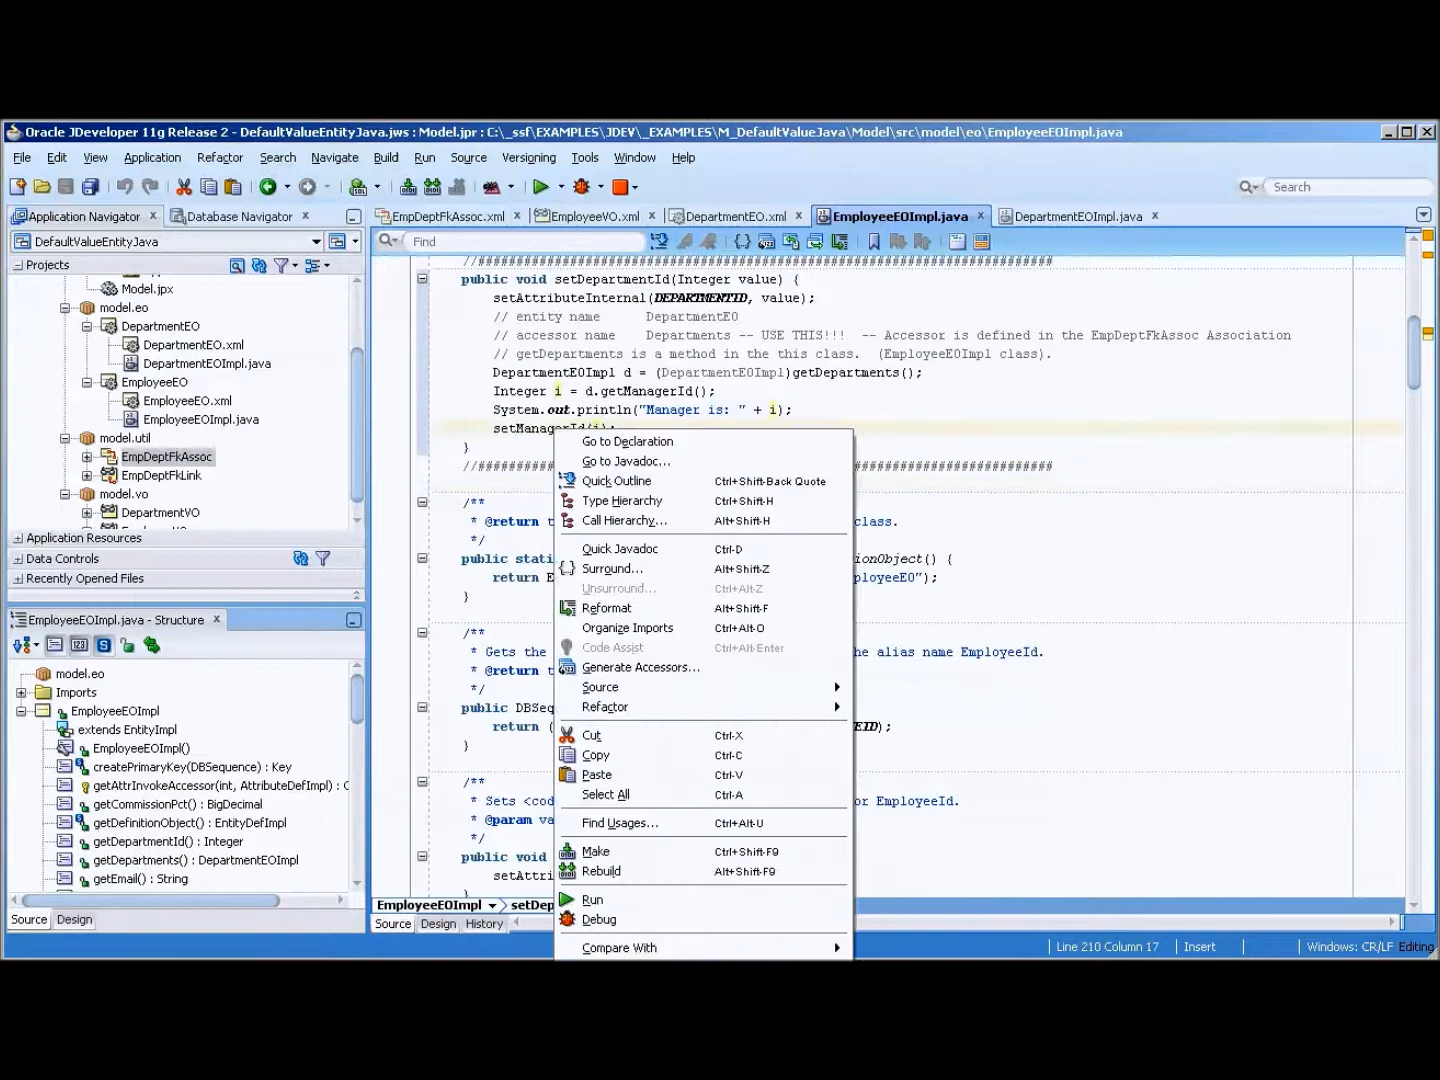 Oracle JDeveloper 11g Release 2 - DefaultValueEntityJava.jws : Model.jpr : C:\_ssf\EXAMPLES\JDEV\_EXAMPLES\M_DefaultValueJava\Model\src\model\eo\EmployeeEOImpl.java
File Edit View Application Refactor Search Navigate Build Run Source Versioning Tools Window Help
Search
Application Navigator
Database Navigator
EmpDeptFkAssoc.xml
EmployeeVO.xml
DepartmentEO.xml
EmployeeEOImpl.java
DepartmentEOImpl.java
DefaultValueEntityJava
Find
Projects
Model.jpx
model.eo
DepartmentEO
DepartmentEO.xml
DepartmentEOImpl.java
EmployeeEO
EmployeeEO.xml
EmployeeEOImpl.java
model.util
EmpDeptFkAssoc
EmpDeptFkLink
model.vo
DepartmentVO
Application Resources
Data Controls
Recently Opened Files
EmployeeEOImpl.java - Structure
model.eo
Imports
EmployeeEOImpl
extends EntityImpl
EmployeeEOImpl()
createPrimaryKey(DBSequence) : Key
getAttrInvokeAccessor(int, AttributeDefImpl) : C
getCommissionPct() : BigDecimal
getDefinitionObject() : EntityDefImpl
getDepartmentId() : Integer
getDepartments() : DepartmentEOImpl
getEmail() : String
Source Design
public void setDepartmentId(Integer value) {
setAttributeInternal(DEPARTMENTID, value);
// entity name DepartmentEO
// accessor name Departments -- USE THIS!!! -- Accessor is defined in the EmpDeptFkAssoc Association
// getDepartments is a method in the this class. (EmployeeEOImpl class).
DepartmentEOImpl d = (DepartmentEOImpl)getDepartments();
Integer i = d.getManagerId();
System.out.println("Manager is: " + i);
setManagerId(i);
}
/**
* @return t class.
*/
public stati ionObject() {
return E ployeeEO");
}
/**
* Gets the he alias name EmployeeId.
* @return t
*/
public DBSeq
return ( EID);
}
/**
* Sets <cod or EmployeeId.
* @param va
*/
public void
setAttri
}
Go to Declaration
Go to Javadoc...
Quick Outline Ctrl+Shift-Back Quote
Type Hierarchy Ctrl+Shift-H
Call Hierarchy... Alt+Shift-H
Quick Javadoc Ctrl-D
Surround... Alt+Shift-Z
Unsurround... Ctrl+Alt-Z
Reformat Alt+Shift-F
Organize Imports Ctrl+Alt-O
Code Assist Ctrl+Alt-Enter
Generate Accessors...
Source
Refactor
Cut Ctrl-X
Copy Ctrl-C
Paste Ctrl-V
Select All Ctrl-A
Find Usages... Ctrl+Alt-U
Make Ctrl+Shift-F9
Rebuild Alt+Shift-F9
Run
Debug
Compare With
EmployeeEOImpl setDep
Source Design History
Line 210 Column 17 Insert Windows: CR/LF Editing